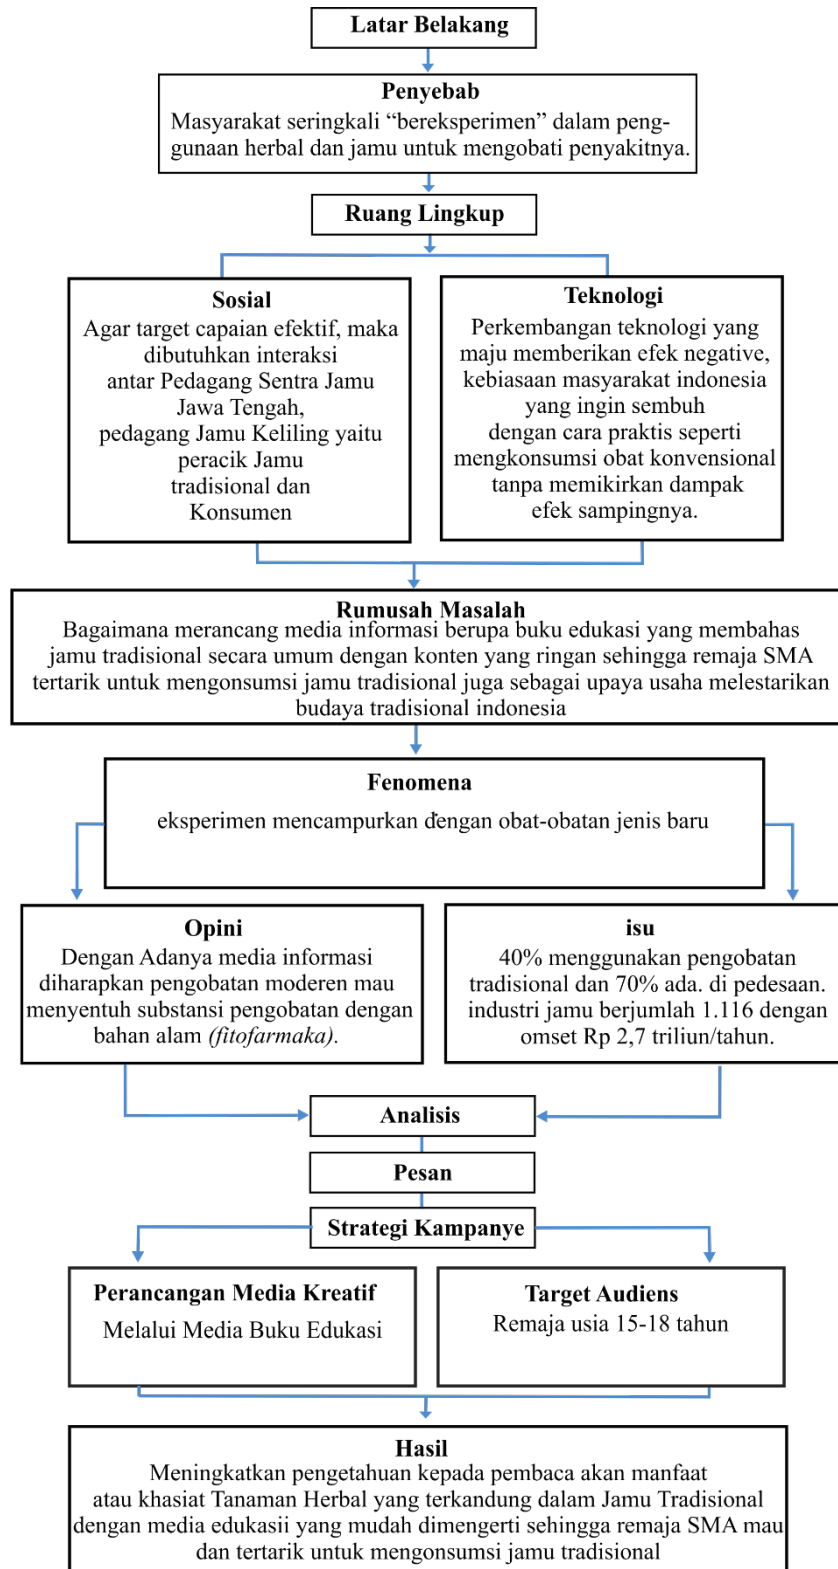 Latar Belakang
Penyebab
Masyarakat seringkali “bereksperimen” dalam peng-
gunaan herbal dan jamu untuk mengobati penyakitnya.
Ruang Lingkup
Sosial
Agar target capaian efektif, maka
dibutuhkan interaksi
antar Pedagang Sentra Jamu
Jawa Tengah,
pedagang Jamu Keliling yaitu
peracik Jamu
tradisional dan
Konsumen
Teknologi
Perkembangan teknologi yang
maju memberikan efek negative,
kebiasaan masyarakat indonesia
yang ingin sembuh
dengan cara praktis seperti
mengkonsumsi obat konvensional
tanpa memikirkan dampak
efek sampingnya.
Rumusah Masalah
Bagaimana merancang media informasi berupa buku edukasi yang membahas
jamu tradisional secara umum dengan konten yang ringan sehingga remaja SMA
tertarik untuk mengonsumsi jamu tradisional juga sebagai upaya usaha melestarikan
budaya tradisional indonesia
Fenomena
eksperimen mencampurkan dengan obat-obatan jenis baru
Opini
Dengan Adanya media informasi
diharapkan pengobatan moderen mau
menyentuh substansi pengobatan dengan
bahan alam (fitofarmaka).
isu
40% menggunakan pengobatan
tradisional dan 70% ada. di pedesaan.
industri jamu berjumlah 1.116 dengan
omset Rp 2,7 triliun/tahun.
Analisis
Pesan
Strategi Kampanye
Perancangan Media Kreatif
Melalui Media Buku Edukasi
Target Audiens
Remaja usia 15-18 tahun
Hasil
Meningkatkan pengetahuan kepada pembaca akan manfaat
atau khasiat Tanaman Herbal yang terkandung dalam Jamu Tradisional
dengan media edukasii yang mudah dimengerti sehingga remaja SMA mau
dan tertarik untuk mengonsumsi jamu tradisional